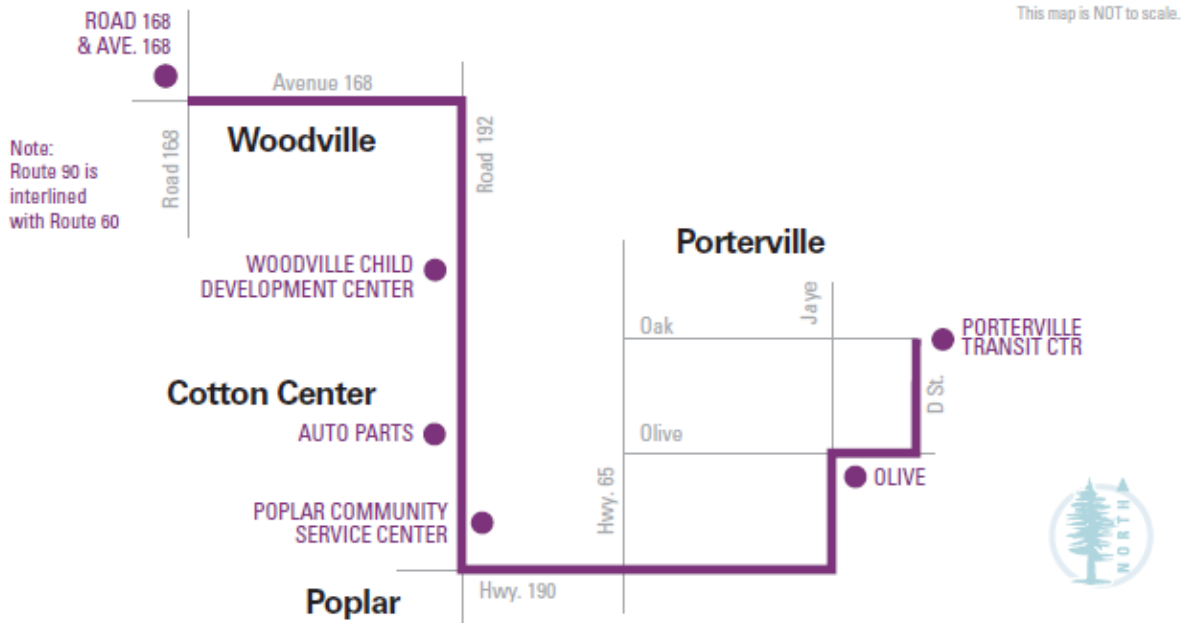 This map is NOT to scale.
ROAD 168
& AVE. 168
Avenue 168
Woodville
Road 168
Road 192
Note:
Route 90 is
interlined
with Route 60
Porterville
WOODVILLE CHILD
DEVELOPMENT CENTER
Jaye
Oak
PORTERVILLE
TRANSIT CTR
D St.
Cotton Center
AUTO PARTS
Olive
OLIVE
Hwy. 65
POPLAR COMMUNITY
SERVICE CENTER
NORTH
Hwy. 190
Poplar